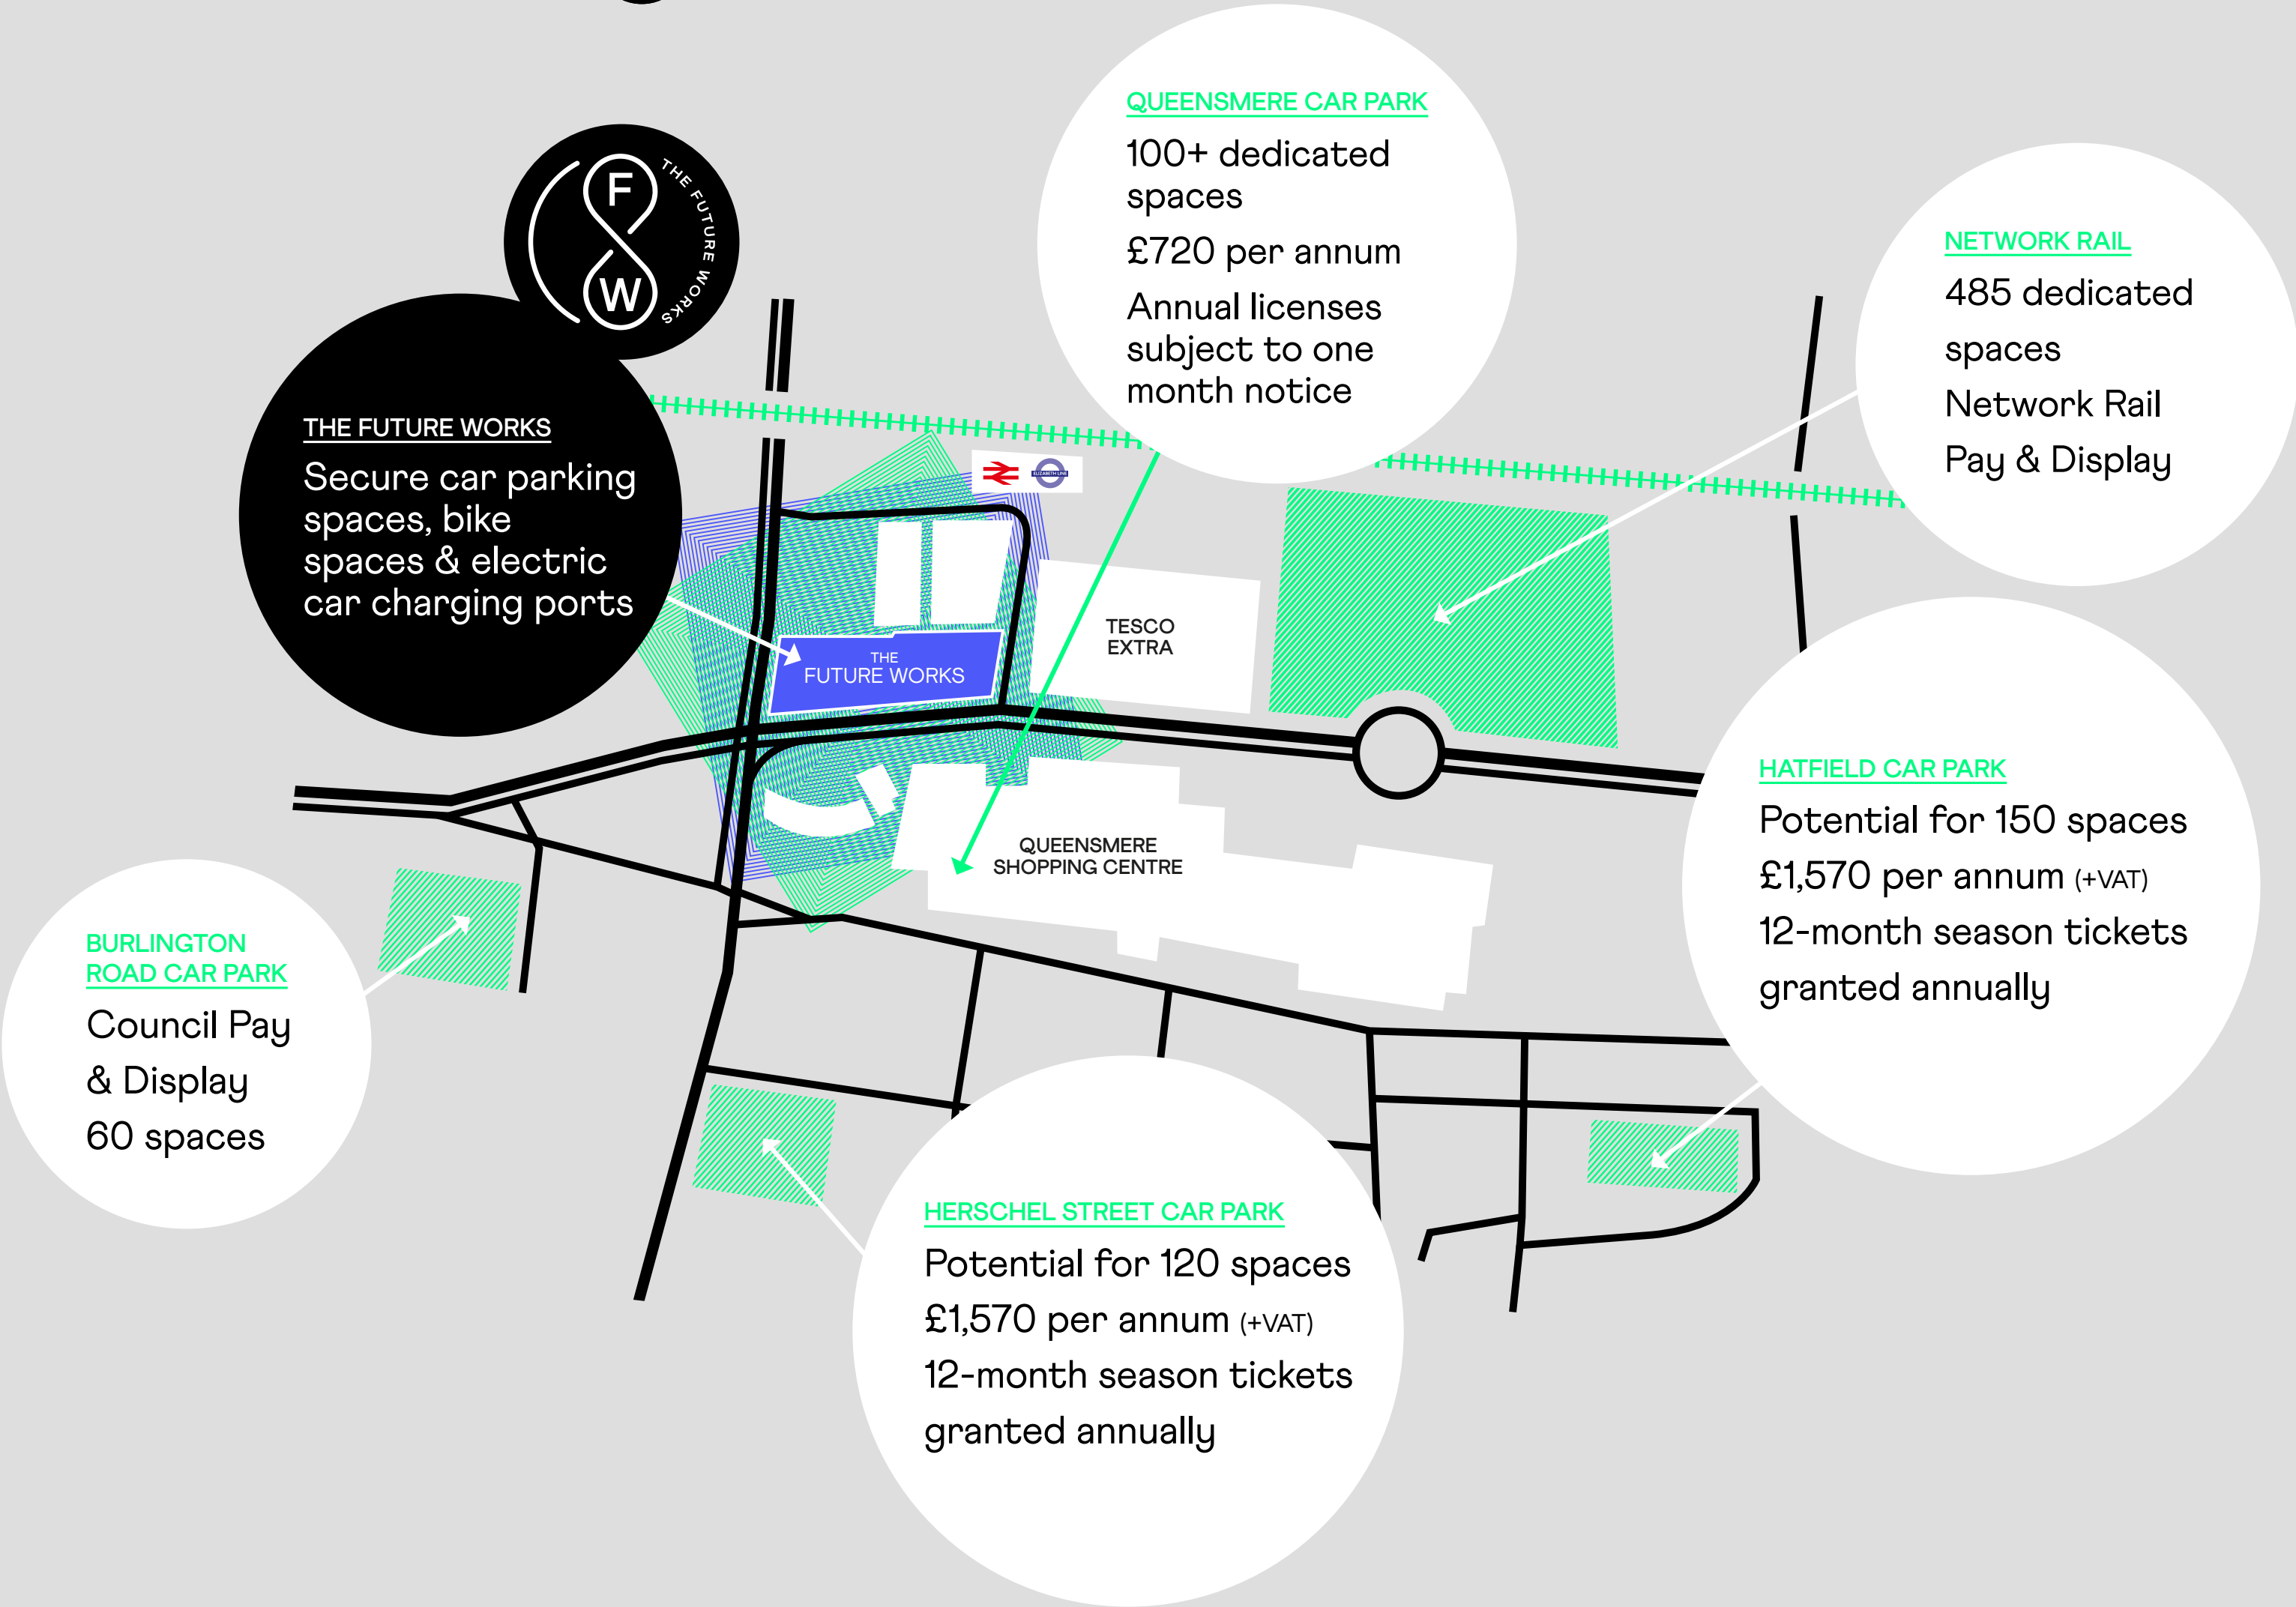 F
W
THE FUTURE WORKS
THE FUTURE WORKS
Secure car parking
spaces, bike
spaces & electric
car charging ports
QUEENSMERE CAR PARK
100+ dedicated
spaces
£720 per annum
Annual licenses
subject to one
month notice
NETWORK RAIL
485 dedicated
spaces
Network Rail
Pay & Display
ELIZABETH LINE
TESCO
EXTRA
THE
FUTURE WORKS
QUEENSMERE
SHOPPING CENTRE
HATFIELD CAR PARK
Potential for 150 spaces
£1,570 per annum (+VAT)
12-month season tickets
granted annually
BURLINGTON
ROAD CAR PARK
Council Pay
& Display
60 spaces
HERSCHEL STREET CAR PARK
Potential for 120 spaces
£1,570 per annum (+VAT)
12-month season tickets
granted annually